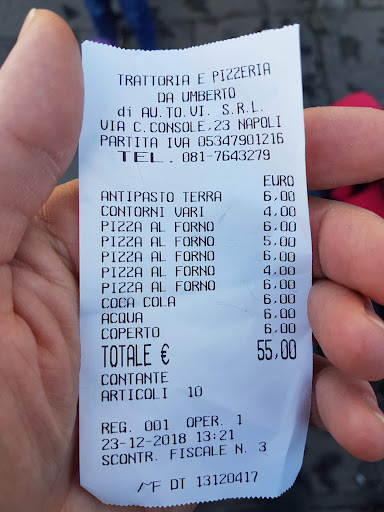 TRATTORIA E PIZZERIA
DA UMBERTO
di AU.TO.VI. S.R.L.
VIA C.CONSOLE,23 NAPOLI
PARTITA IVA 05347901216
TEL. 081-7643279
EURO
ANTIPASTO TERRA 6,00
CONTORNI VARI 4,00
PIZZA AL FORNO 6,00
PIZZA AL FORNO 5,00
PIZZA AL FORNO 6,00
PIZZA AL FORNO 4,00
PIZZA AL FORNO 6,00
COCA COLA 6,00
ACQUA 6,00
COPERTO 6,00
TOTALE € 55,00
CONTANTE
ARTICOLI 10
REG. 001 OPER. 1
23-12-2018 13:21
SCONTR. FISCALE N. 3
MF DT 13120417